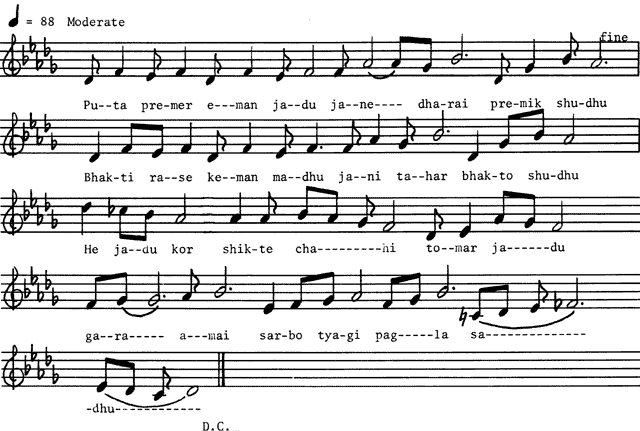 = 88 Moderate
fine
Pu--ta pre-mer e---man ja--du ja--ne---- dha-rai pre-mik shu-dhu
Bhak-ti ra--se ke--man ma--dhu ja--ni ta--har bhak-to shu-dhu
He ja--du kor shik-te cha---------ni to--mar ja------du
ga--ra----- a--mai sar-bo tya-gi pag-----la sa---------------
-dhu------------
D.C.